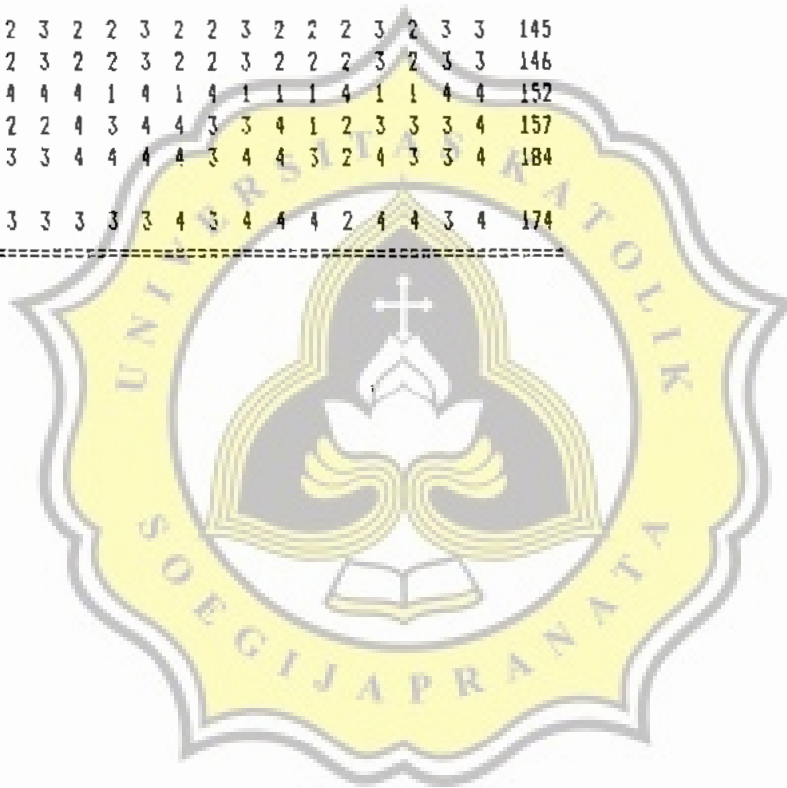 2 3 2 2 3 2 2 3 2 2 2 3 2 3 3 145
2 3 2 2 3 2 2 3 2 2 2 3 2 3 3 146
4 4 4 1 4 1 4 1 1 1 4 1 1 4 4 152
2 2 4 3 4 4 3 3 4 1 2 3 3 3 4 157
3 3 4 4 4 4 3 4 4 3 2 4 3 3 4 184
3 3 3 3 3 4 3 4 4 4 2 4 4 3 4 174
UNIVERSITAS KATOLIK
SOEGIJAPRANATA